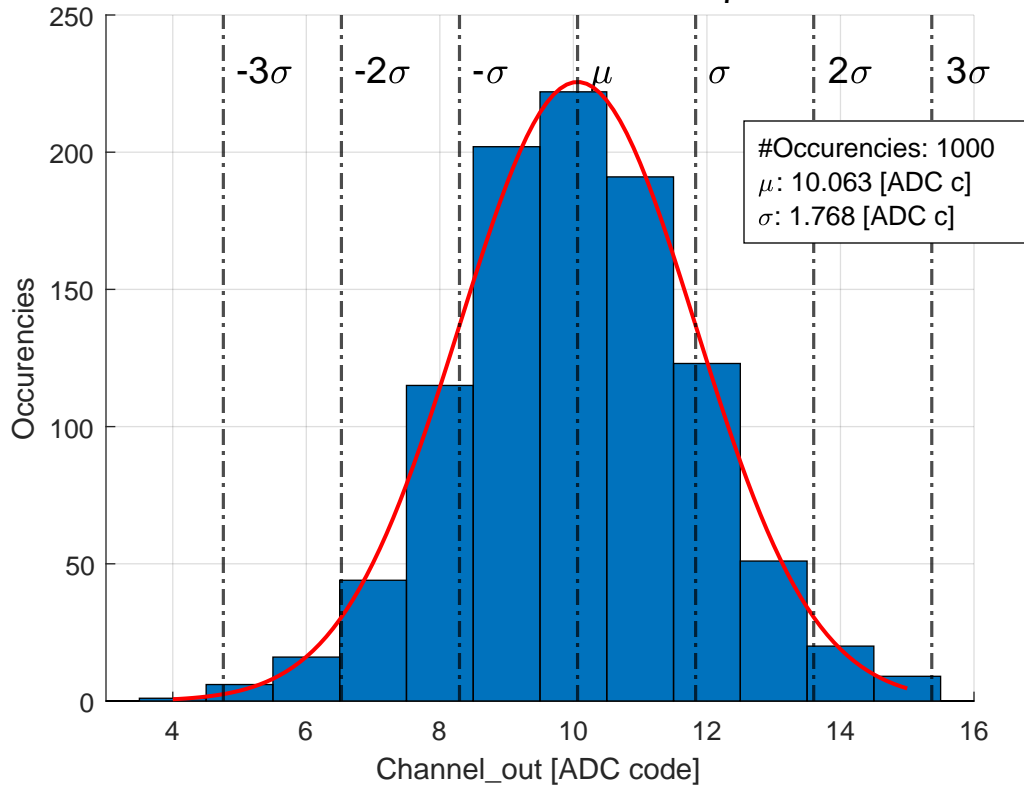 250
200
150
100
50
0
Occurencies
-3σ
-2σ
-σ
μ
σ
2σ
3σ
#Occurencies: 1000
μ: 10.063 [ADC c]
σ: 1.768 [ADC c]
4
6
8
10
12
14
16
Channel_out [ADC code]